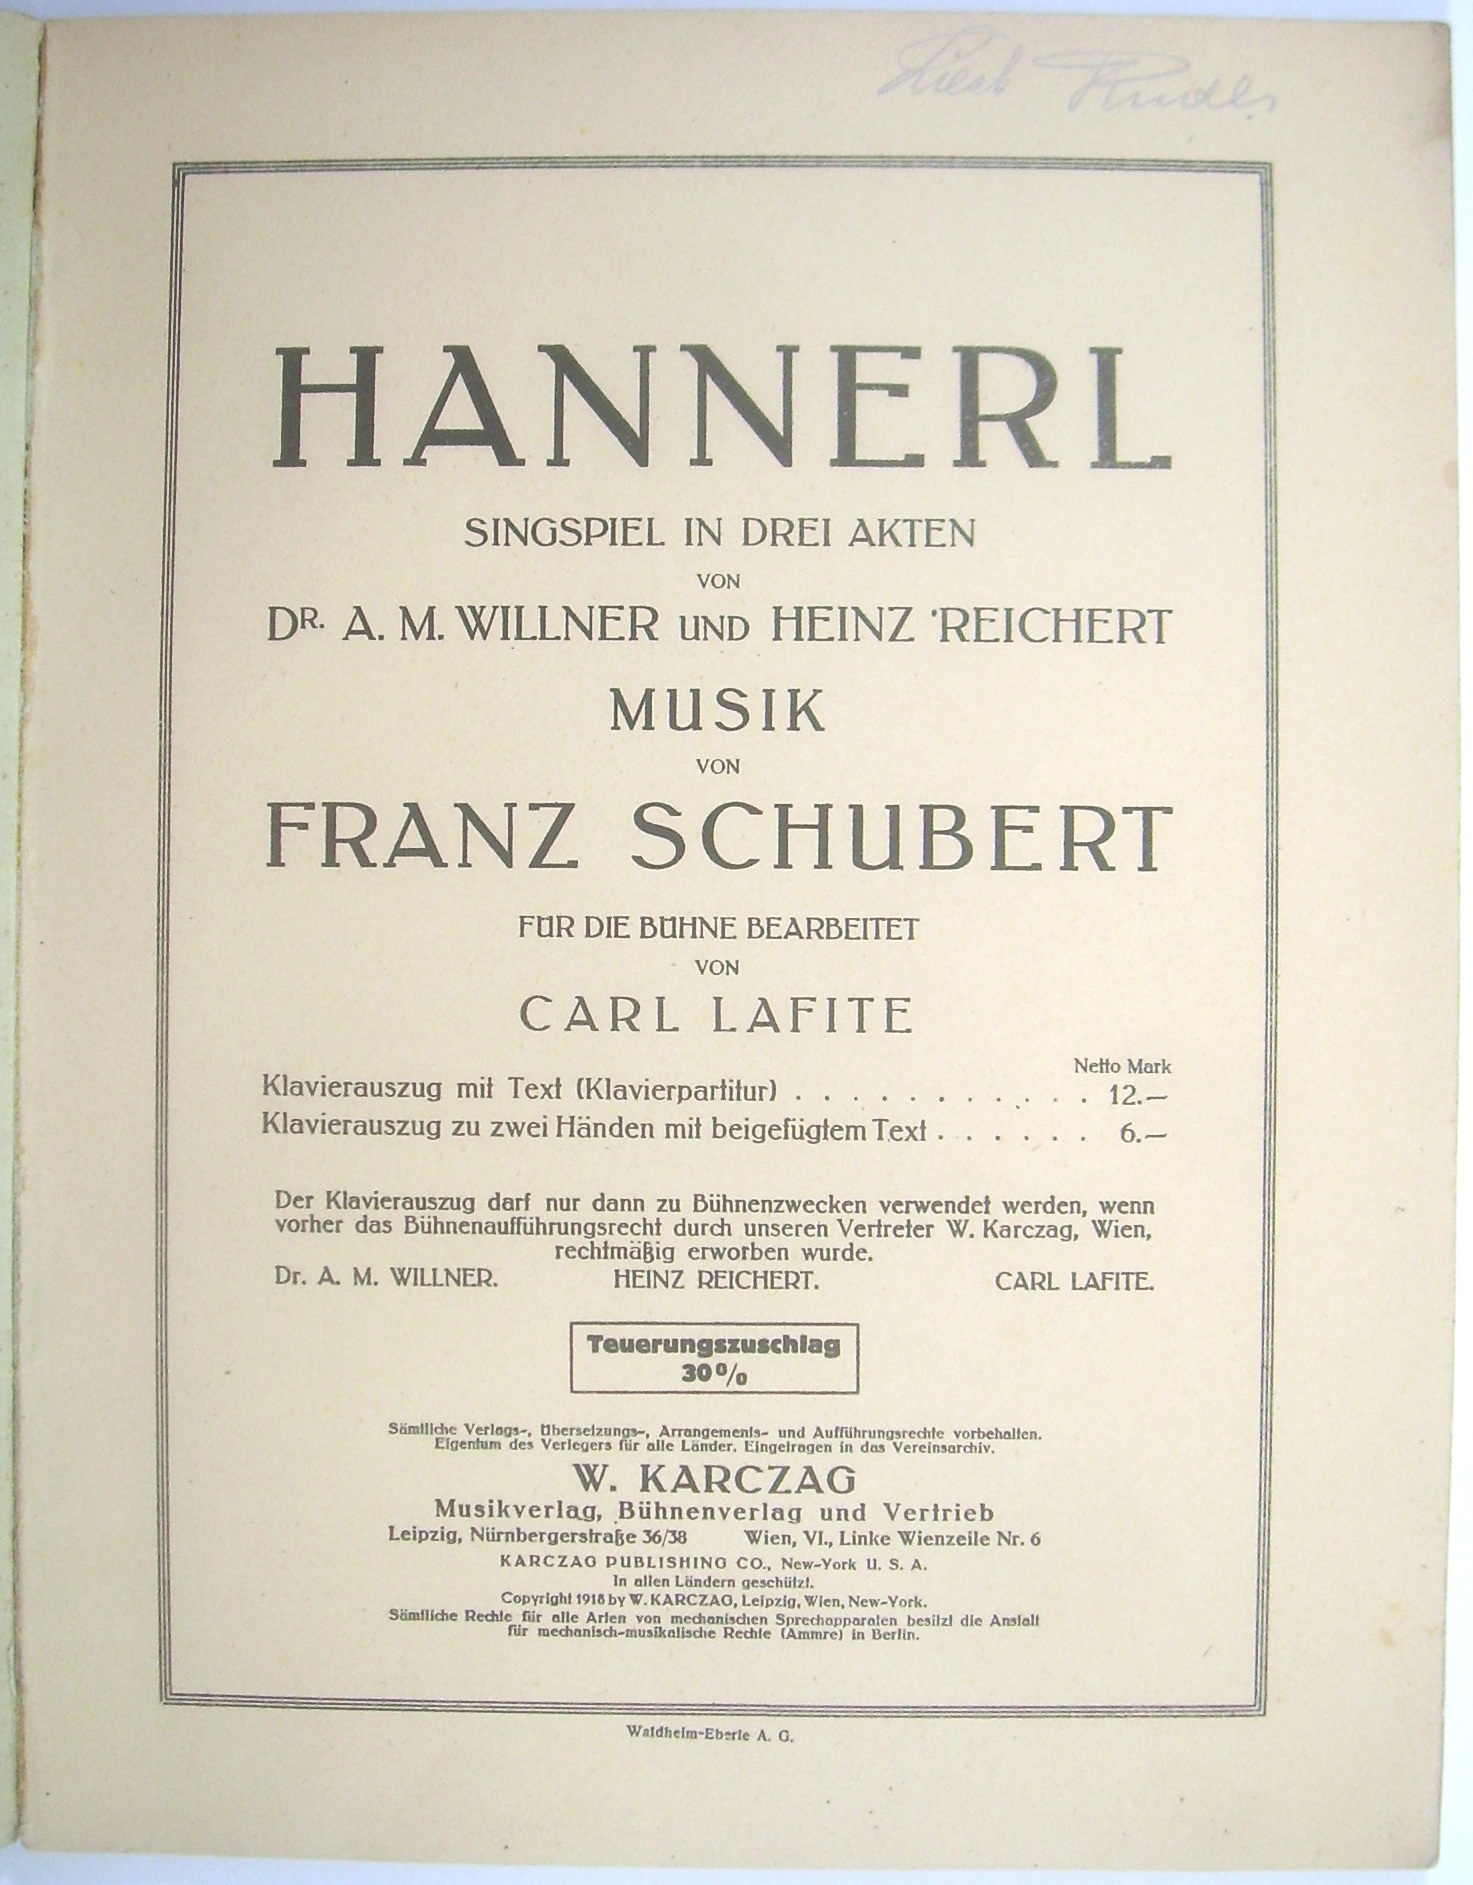 HANNERL
SINGSPIEL IN DREI AKTEN
VON
DR. A. M. WILLNER UND HEINZ REICHERT
MUSIK
VON
FRANZ SCHUBERT
FÜR DIE BÜHNE BEARBEITET
VON
CARL LAFITE
Netto Mark
Klavierauszug mit Text (Klavierpartitur) . . . . . . . . . . . 12.—
Klavierauszug zu zwei Händen mit beigefügtem Text . . . . . . 6.—
Der Klavierauszug darf nur dann zu Bühnenzwecken verwendet werden, wenn
vorher das Bühnenaufführungsrecht durch unseren Vertreter W. Karczag, Wien,
rechtmäßig erworben wurde.
Dr. A. M. WILLNER. HEINZ REICHERT. CARL LAFITE.
Teuerungszuschlag
30%
Sämtliche Verlags-, Übersetzungs-, Arrangements- und Aufführungsrechte vorbehalten.
Eigentum des Verlegers für alle Länder. Eingetragen in das Vereinsarchiv.
W. KARCZAG
Musikverlag, Bühnenverlag und Vertrieb
Leipzig, Nürnbergerstraße 36/38 Wien, VI., Linke Wienzeile Nr. 6
KARCZAG PUBLISHING CO., New-York U. S. A.
In allen Ländern geschützt.
Copyright 1918 by W. KARCZAG, Leipzig, Wien, New-York.
Sämtliche Rechte für alle Arten von mechanischen Sprechapparaten besitzt die Anstalt
für mechanisch-musikalische Rechte (Ammre) in Berlin.
Waldheim-Eberle A. G.